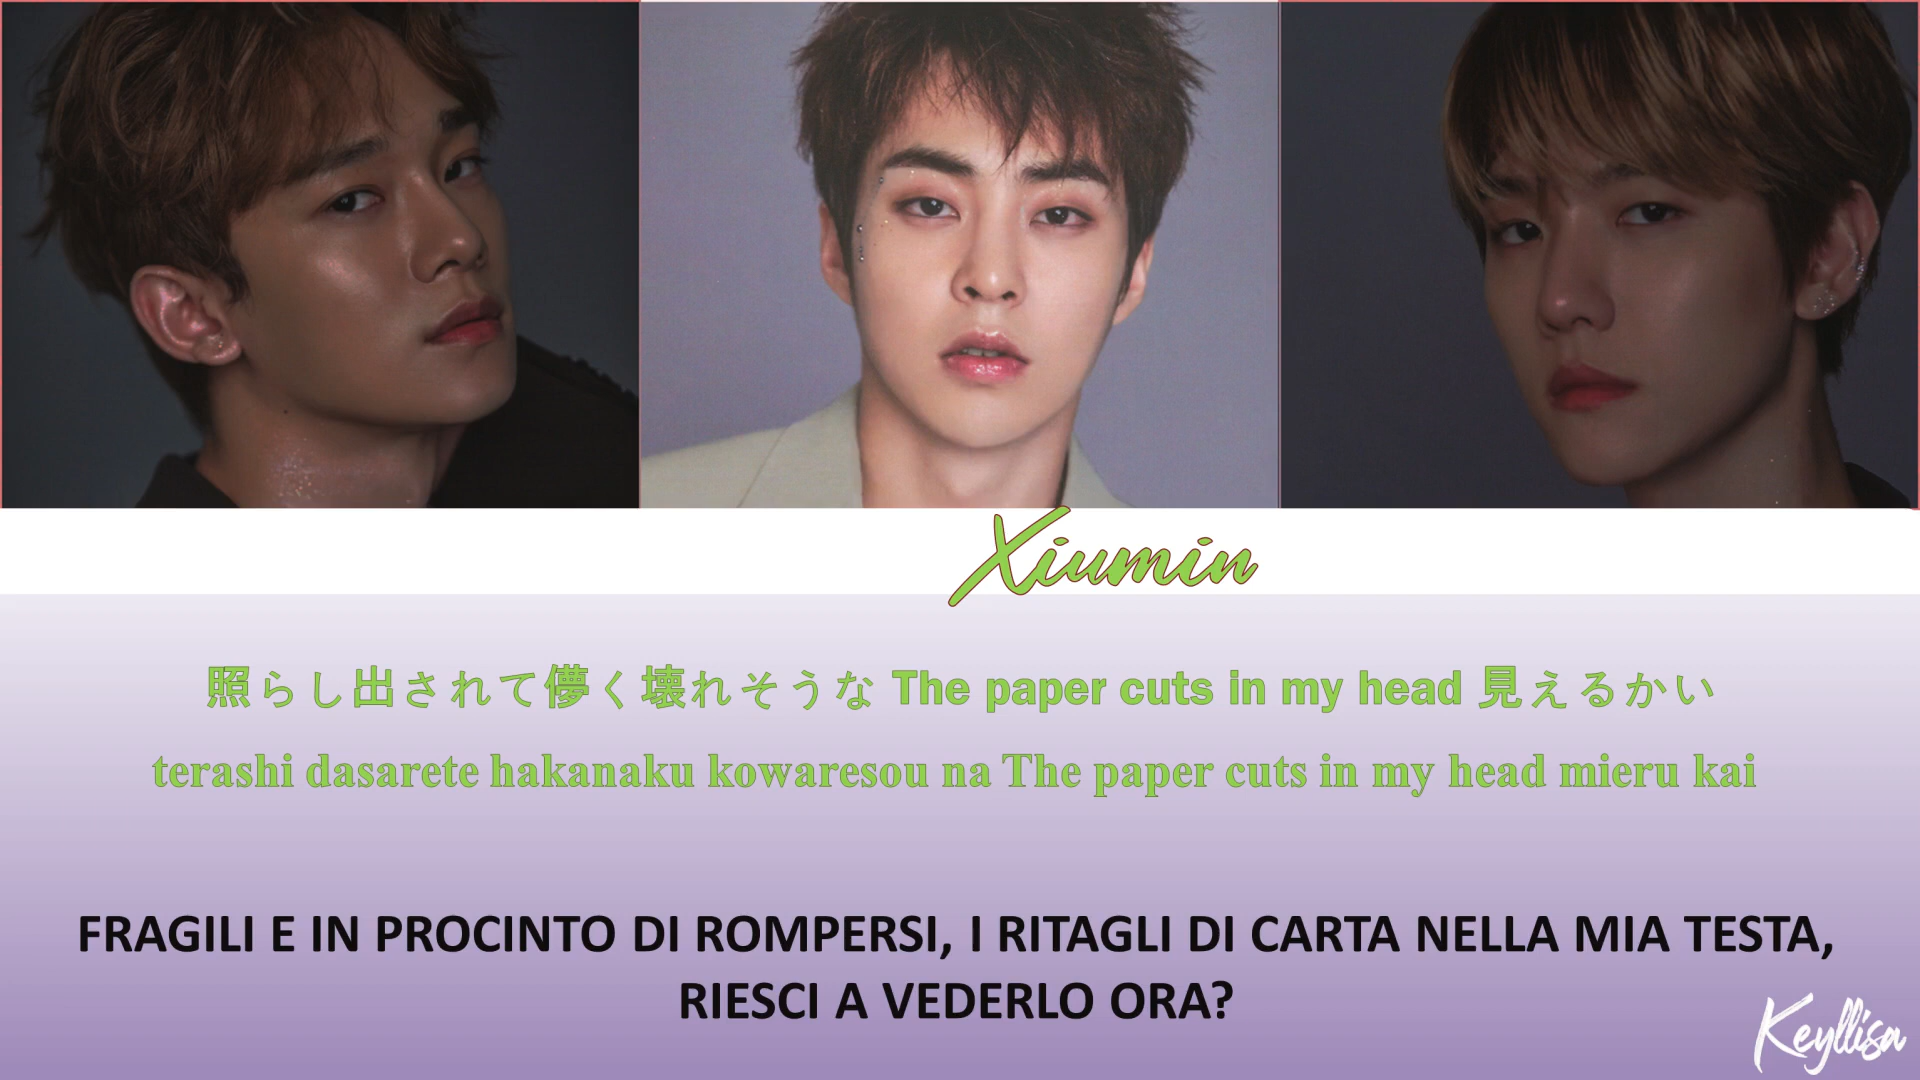 Xiumin
照らし出されて儚く壊れそうな The paper cuts in my head 見えるかい
terashi dasarete hakanaku kowaresou na The paper cuts in my head mieru kai
FRAGILI E IN PROCINTO DI ROMPERSI, I RITAGLI DI CARTA NELLA MIA TESTA,
RIESCI A VEDERLO ORA?
Keyllisa